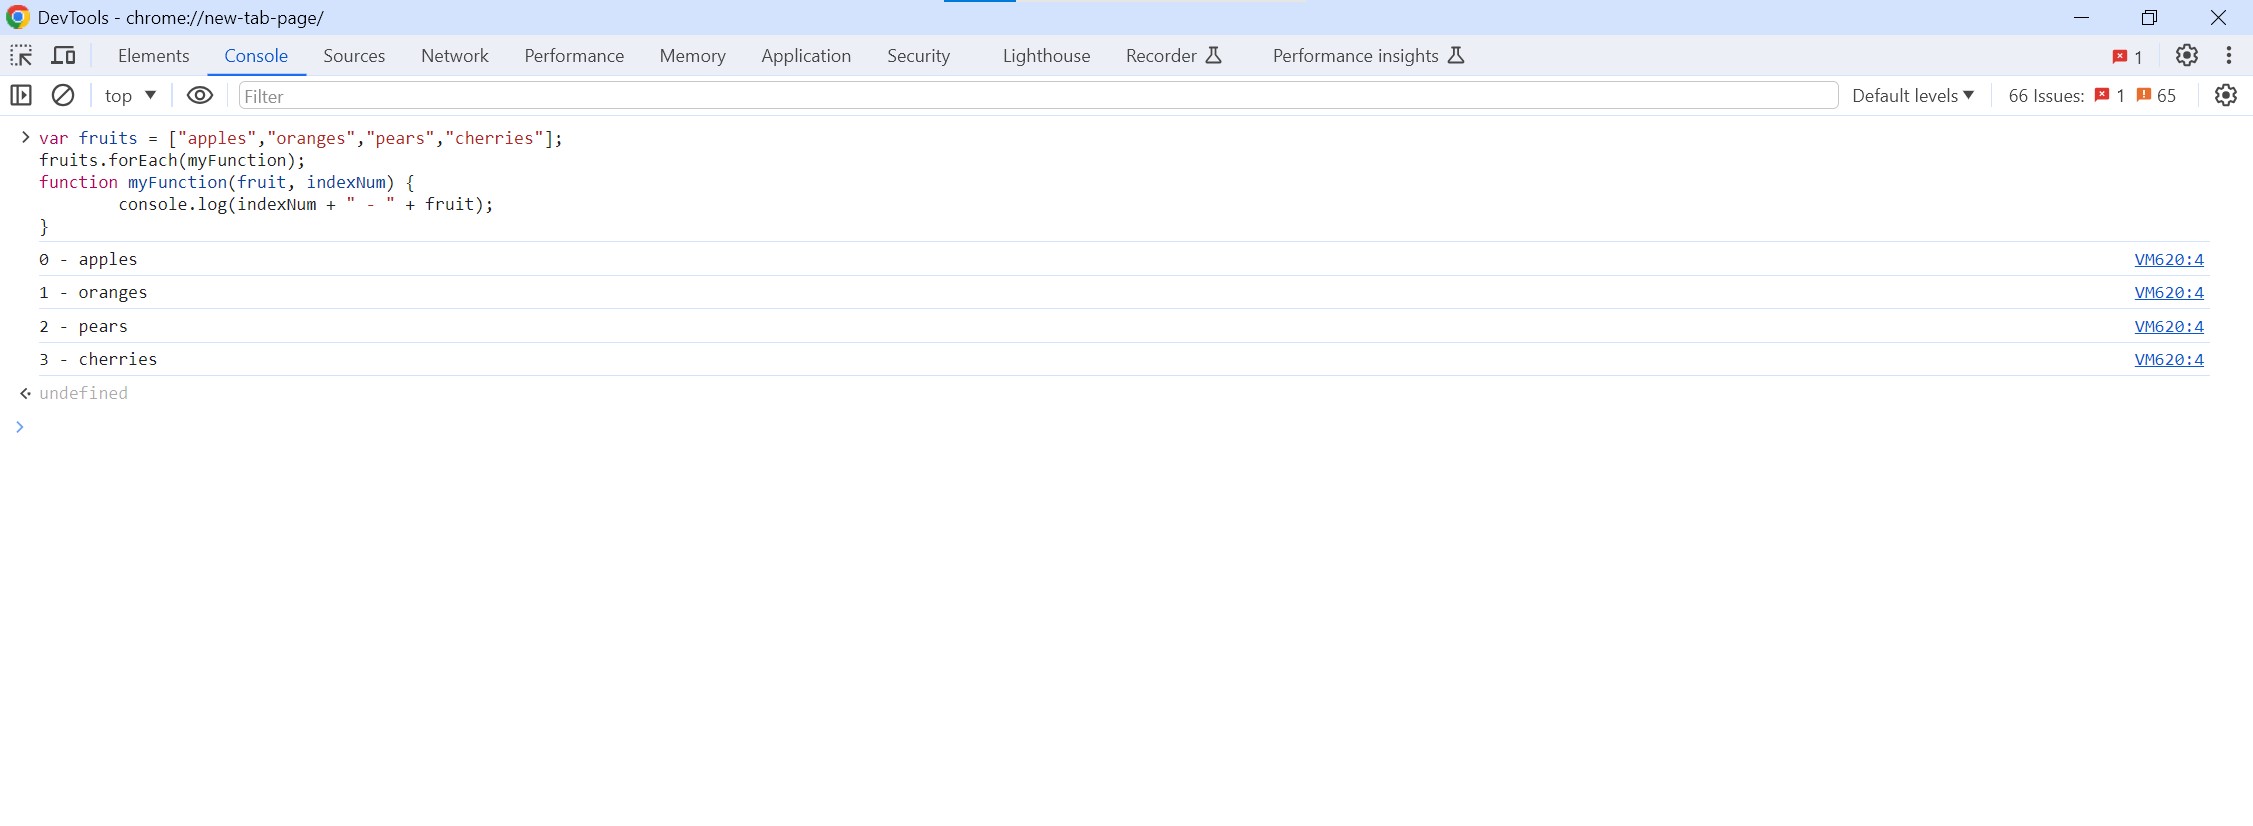 DevTools - chrome://new-tab-page/
Elements Console Sources Network Performance Memory Application Security Lighthouse Recorder Performance insights 1
top Filter Default levels 66 Issues: 1 65
var fruits = ["apples","oranges","pears","cherries"];
fruits.forEach(myFunction);
function myFunction(fruit, indexNum) {
        console.log(indexNum + " - " + fruit);
}
0 - apples VM620:4
1 - oranges VM620:4
2 - pears VM620:4
3 - cherries VM620:4
undefined